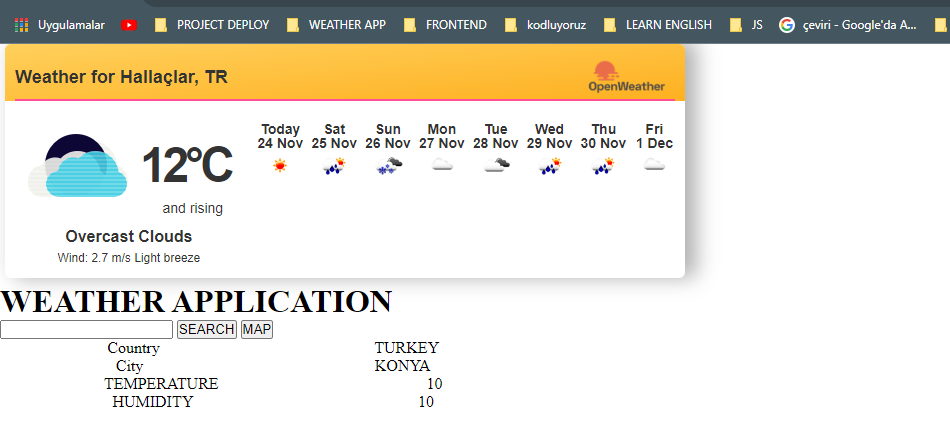 Uygulamalar PROJECT DEPLOY WEATHER APP FRONTEND kodluyoruz LEARN ENGLISH JS çeviri - Google'da A...
Weather for Hallaçlar, TR
OpenWeather
Today Sat Sun Mon Tue Wed Thu Fri
24 Nov 25 Nov 26 Nov 27 Nov 28 Nov 29 Nov 30 Nov 1 Dec
12°C
and rising
Overcast Clouds
Wind: 2.7 m/s Light breeze
WEATHER APPLICATION
SEARCH MAP
Country TURKEY
City KONYA
TEMPERATURE 10
HUMIDITY 10